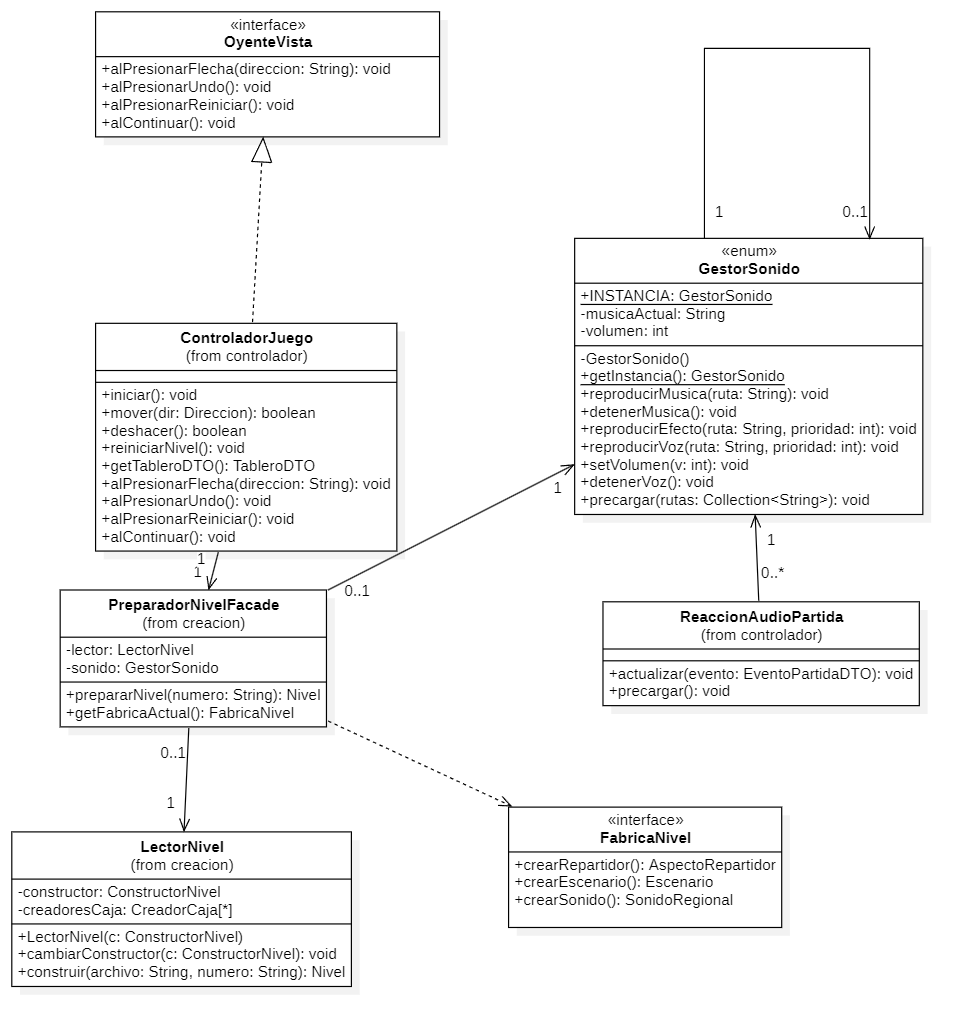 «interface»
OyenteVista
+alPresionarFlecha(direccion: String): void
+alPresionarUndo(): void
+alPresionarReiniciar(): void
+alContinuar(): void
1
0..1
«enum»
GestorSonido
+INSTANCIA: GestorSonido
-musicaActual: String
-volumen: int
-GestorSonido()
+getInstancia(): GestorSonido
+reproducirMusica(ruta: String): void
+detenerMusica(): void
+reproducirEfecto(ruta: String, prioridad: int): void
+reproducirVoz(ruta: String, prioridad: int): void
+setVolumen(v: int): void
+detenerVoz(): void
+precargar(rutas: Collection<String>): void
ControladorJuego
(from controlador)
+iniciar(): void
+mover(dir: Direccion): boolean
+deshacer(): boolean
+reiniciarNivel(): void
+getTableroDTO(): TableroDTO
+alPresionarFlecha(direccion: String): void
+alPresionarUndo(): void
+alPresionarReiniciar(): void
+alContinuar(): void
1
1
1
0..1
1
0..*
PreparadorNivelFacade
(from creacion)
-lector: LectorNivel
-sonido: GestorSonido
+prepararNivel(numero: String): Nivel
+getFabricaActual(): FabricaNivel
ReaccionAudioPartida
(from controlador)
+actualizar(evento: EventoPartidaDTO): void
+precargar(): void
0..1
1
«interface»
FabricaNivel
+crearRepartidor(): AspectoRepartidor
+crearEscenario(): Escenario
+crearSonido(): SonidoRegional
LectorNivel
(from creacion)
-constructor: ConstructorNivel
-creadoresCaja: CreadorCaja[*]
+LectorNivel(c: ConstructorNivel)
+cambiarConstructor(c: ConstructorNivel): void
+construir(archivo: String, numero: String): Nivel